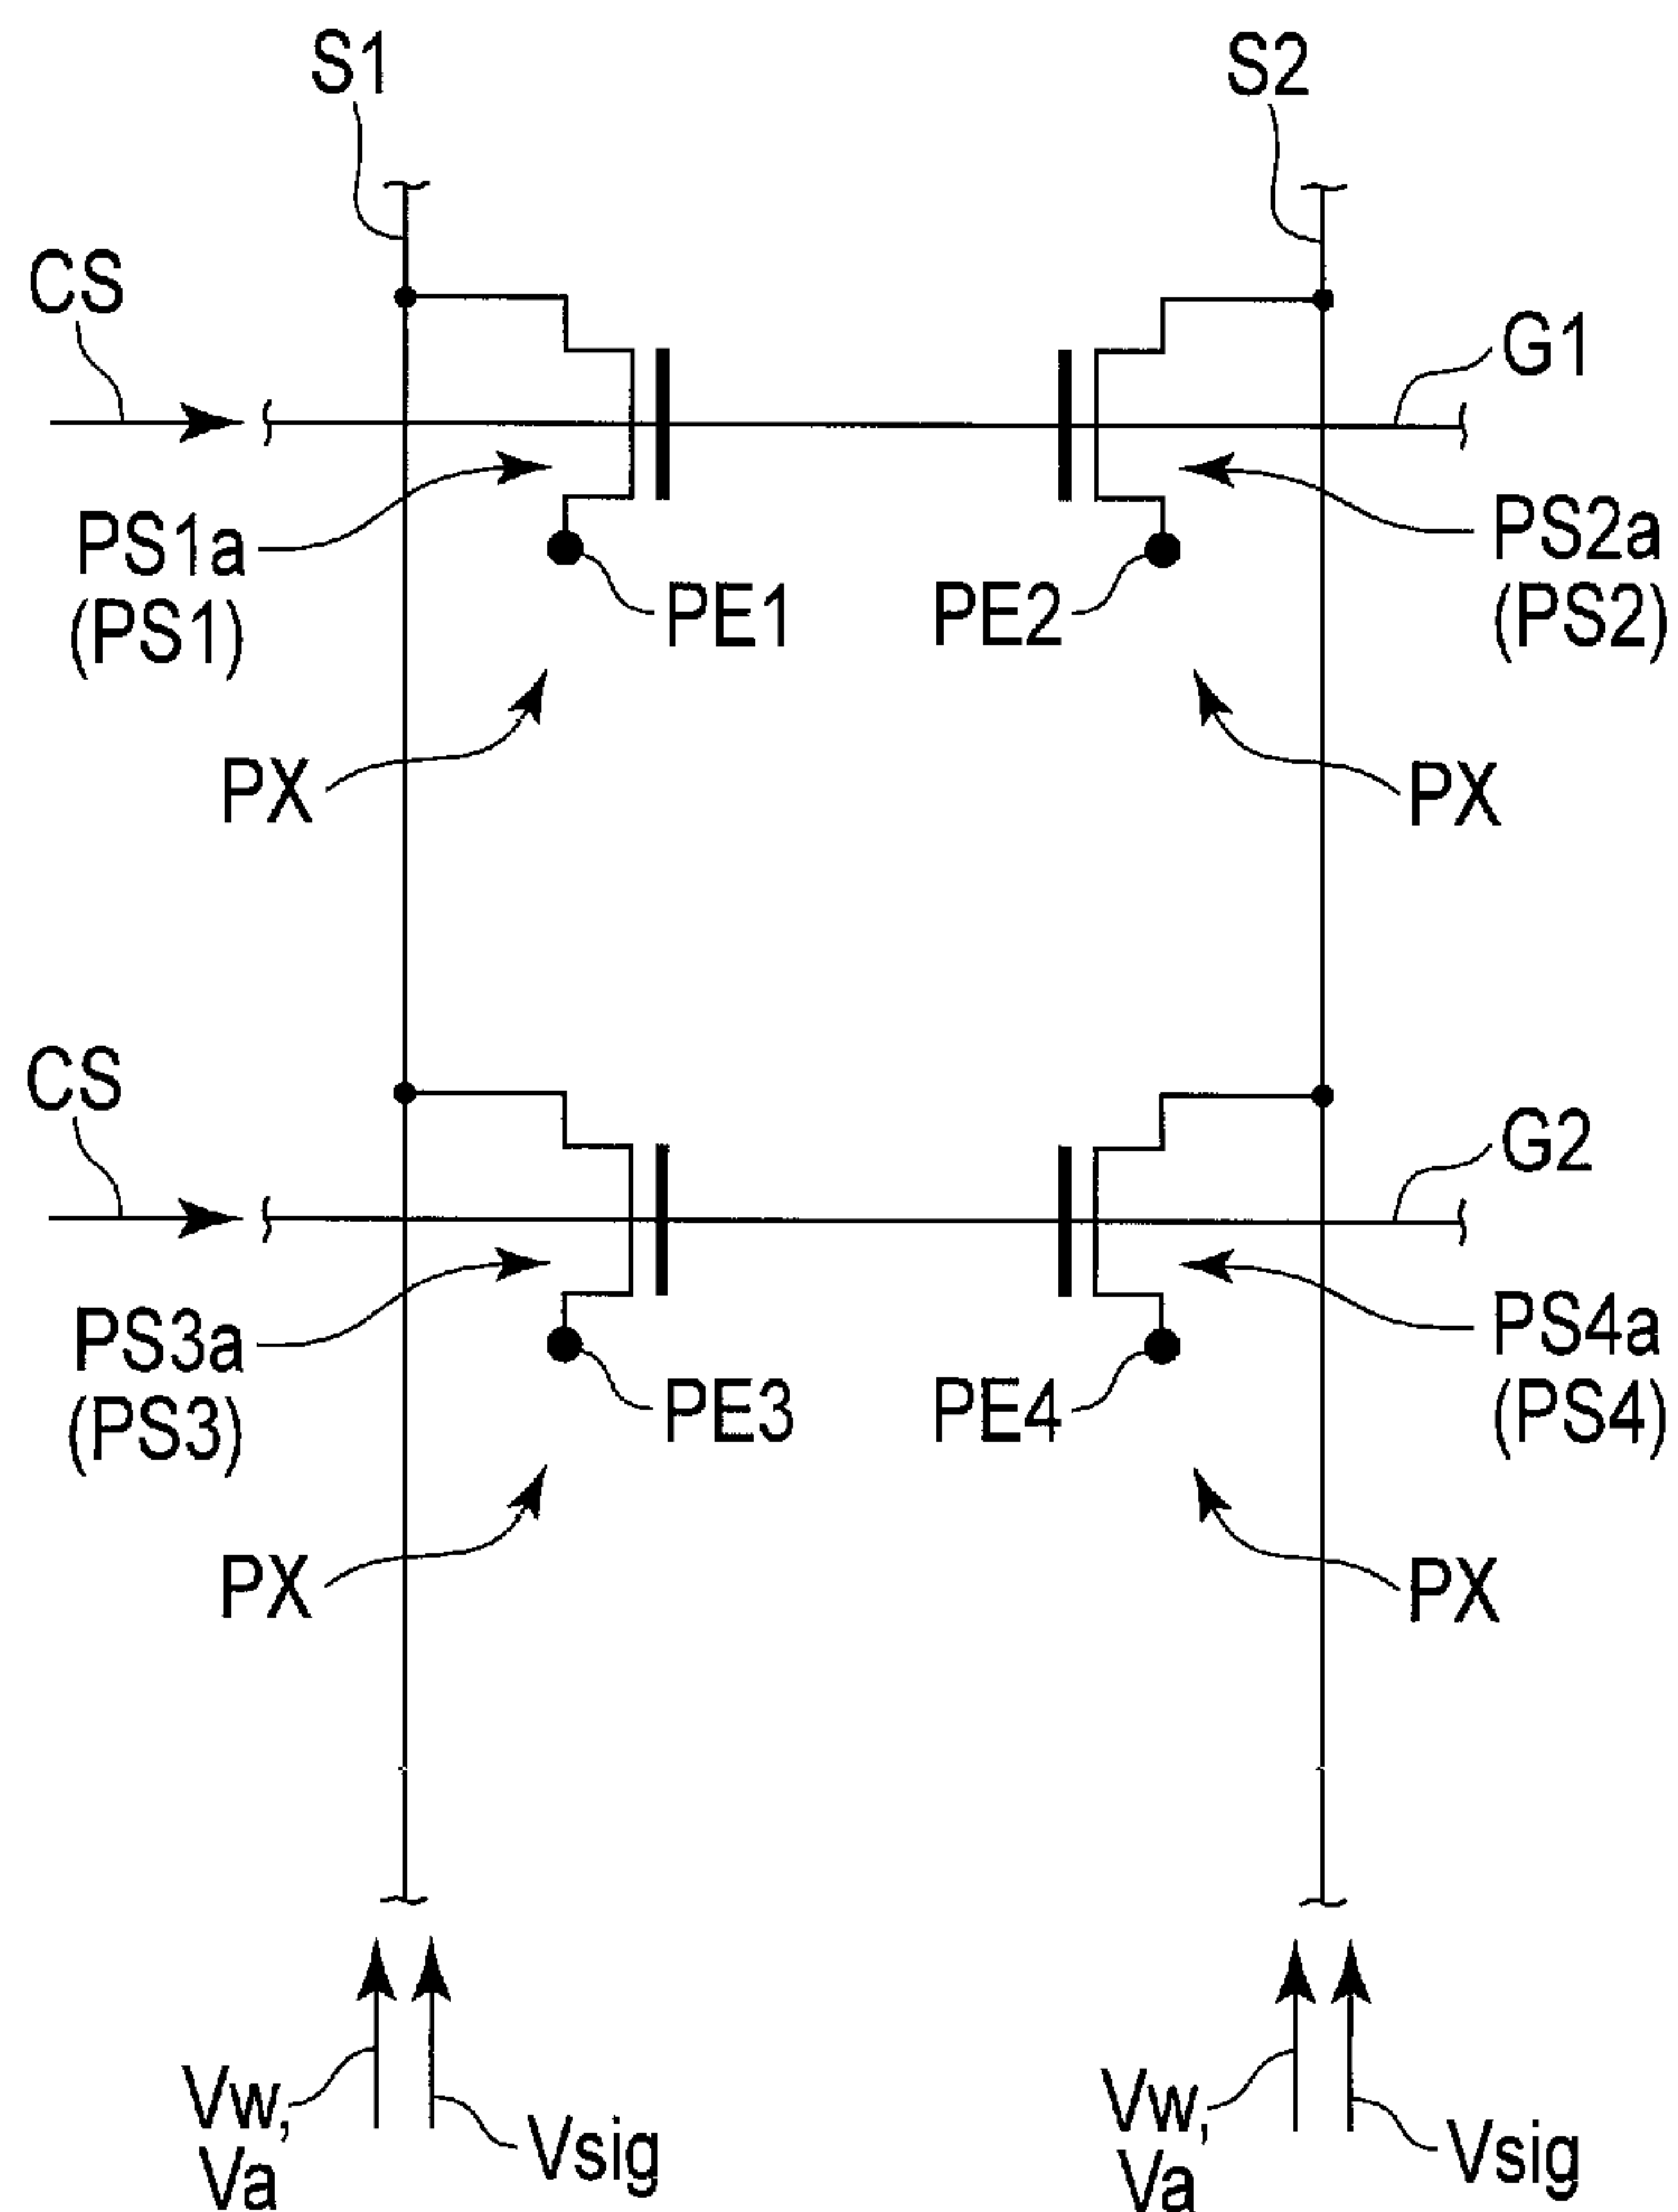 S1
S2
CS
G1
PS1a
(PS1)
PE1
PE2
PS2a
(PS2)
PX
PX
CS
G2
PS3a
(PS3)
PE3
PE4
PS4a
(PS4)
PX
PX
Vw,
Va
Vsig
Vw,
Va
Vsig